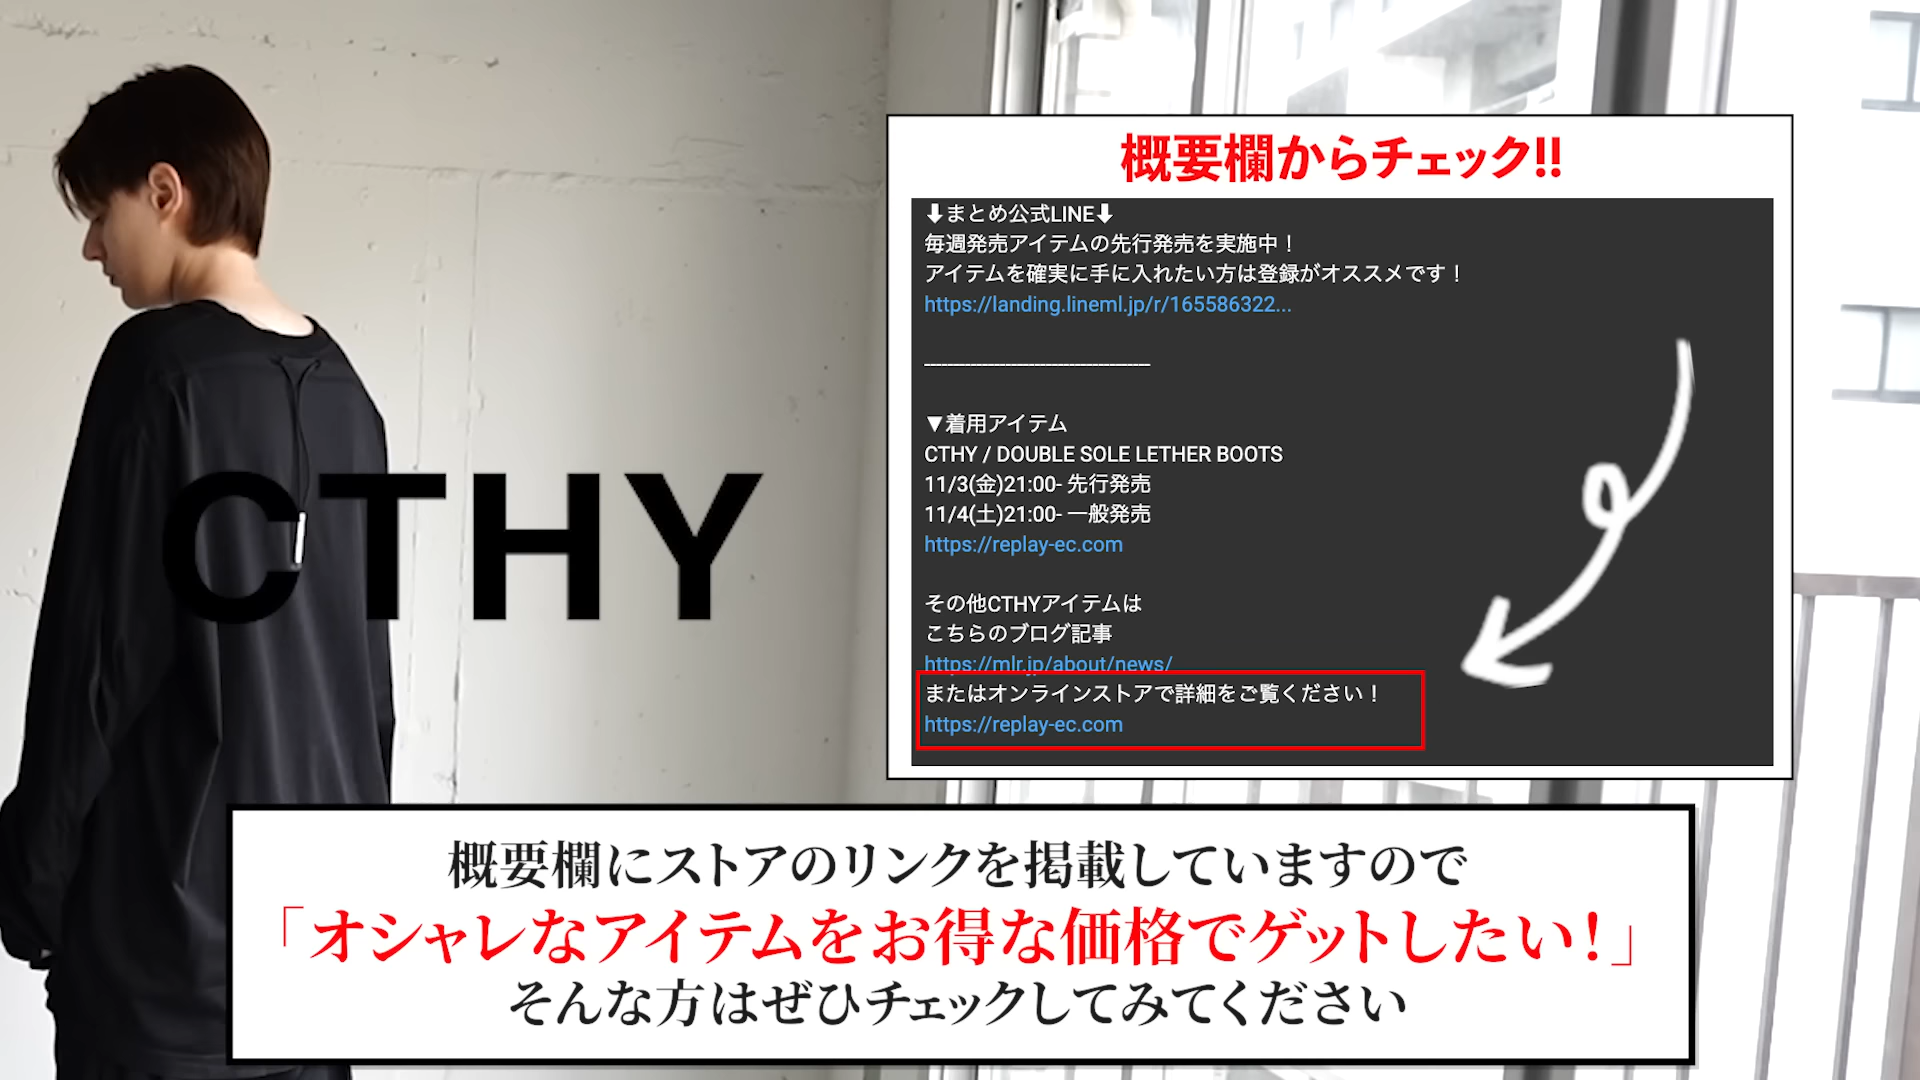 CTHY
概要欄からチェック!!
⬇まとめ公式LINE⬇
毎週発売アイテムの先行発売を実施中！
アイテムを確実に手に入れたい方は登録がオススメです！
https://landing.lineml.jp/r/165586322...
------------------------------------------
▼着用アイテム
CTHY / DOUBLE SOLE LETHER BOOTS
11/3(金)21:00- 先行発売
11/4(土)21:00- 一般発売
https://replay-ec.com
その他CTHYアイテムは
こちらのブログ記事
https://mlr.jp/about/news/
またはオンラインストアで詳細をご覧ください！
https://replay-ec.com
概要欄にストアのリンクを掲載していますので
「オシャレなアイテムをお得な価格でゲットしたい！」
そんな方はぜひチェックしてみてください